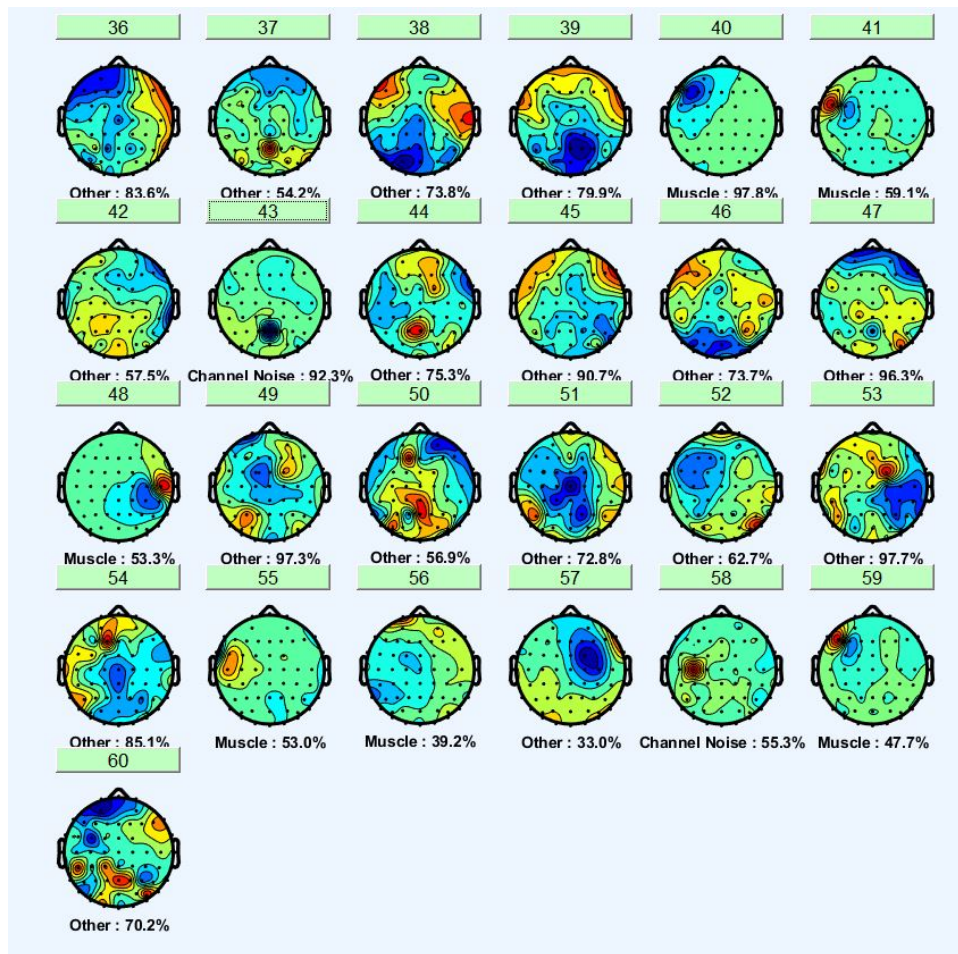 36 37 38 39 40 41
Other : 83.6% Other : 54.2% Other : 73.8% Other : 79.9% Muscle : 97.8% Muscle : 59.1%
42 43 44 45 46 47
Other : 57.5% Channel Noise : 92.3% Other : 75.3% Other : 90.7% Other : 73.7% Other : 96.3%
48 49 50 51 52 53
Muscle : 53.3% Other : 97.3% Other : 56.9% Other : 72.8% Other : 62.7% Other : 97.7%
54 55 56 57 58 59
Other : 85.1% Muscle : 53.0% Muscle : 39.2% Other : 33.0% Channel Noise : 55.3% Muscle : 47.7%
60
Other : 70.2%